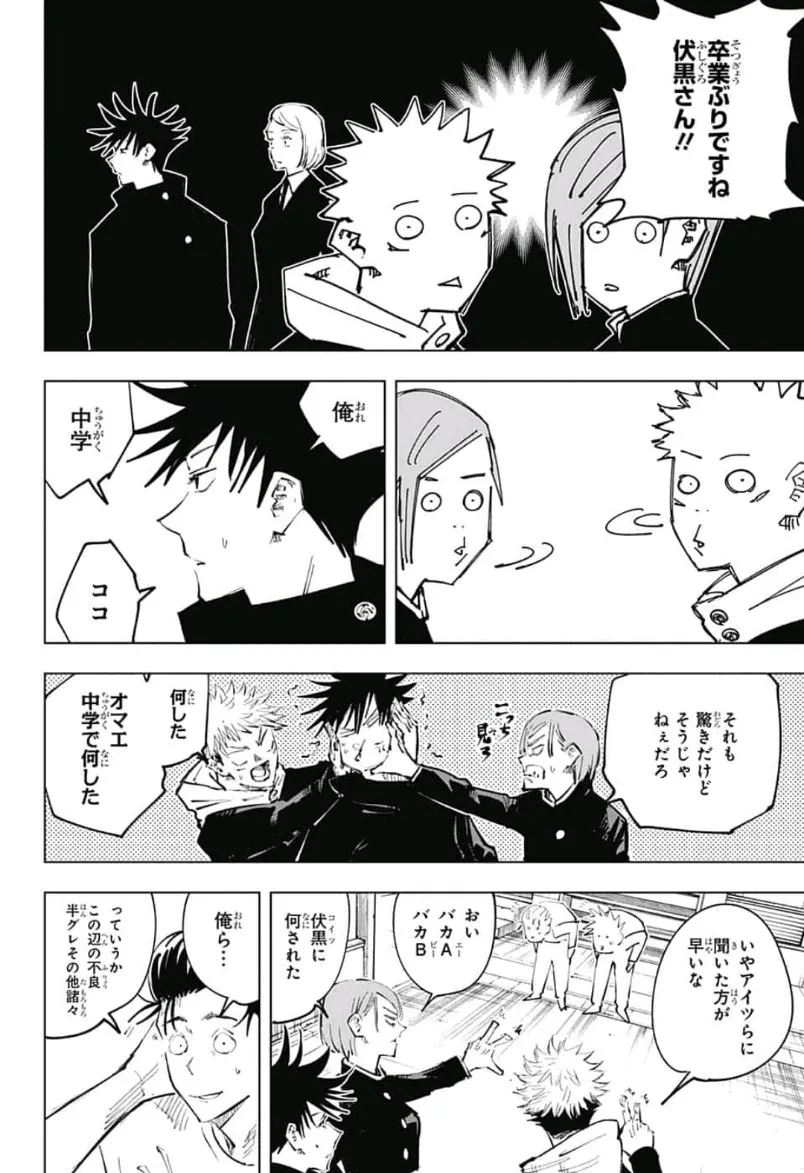 卒業ぶりですね
伏黒さん!!
俺
中学
ココ
それも
驚きだけど
そうじゃ
ねぇだろ
こっち
見ろ
何した
オマエ
中学で何した
いやアイツらに
聞いた方が
早いな
おい
バカA
バカB
伏黒に
何された
俺ら…
っていうか
この辺の不良
半グレその他諸々